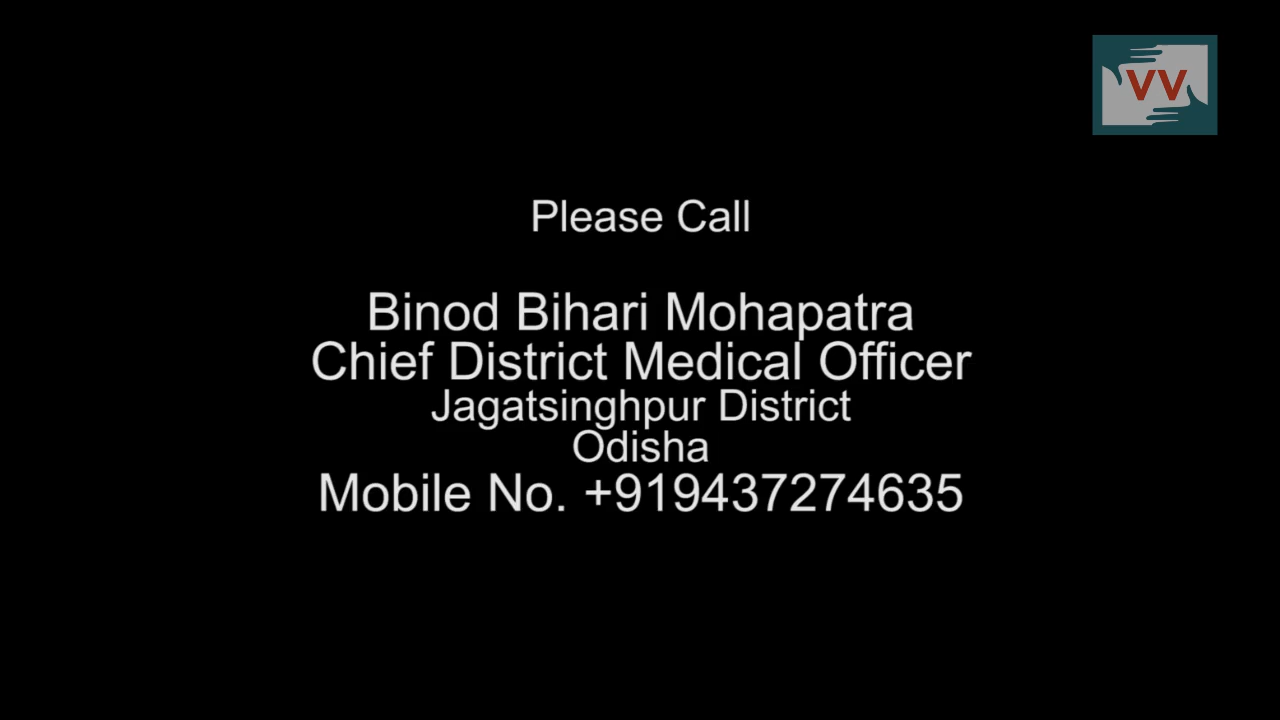 VV
Please Call
Binod Bihari Mohapatra
Chief District Medical Officer
Jagatsinghpur District
Odisha
Mobile No. +919437274635